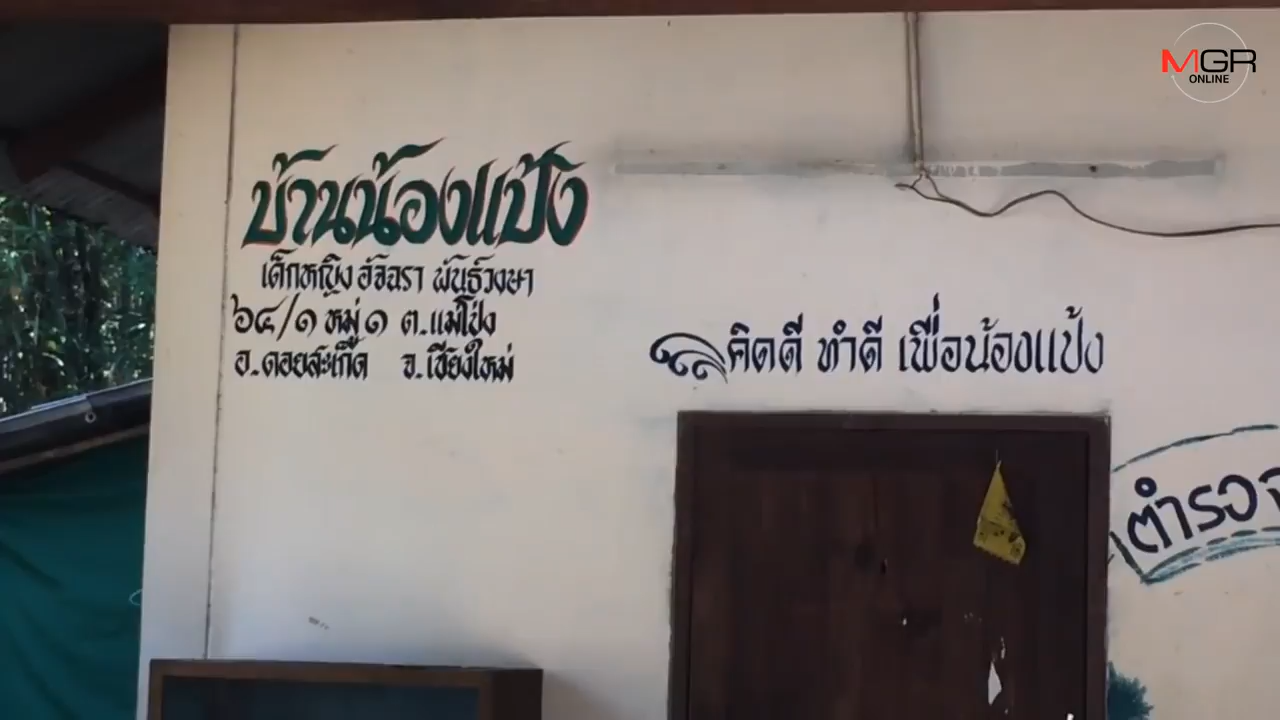 MGR
ONLINE
บ้านน้องแป้ง
เด็กหญิง อัจฉรา พันธ์วงษา
๖๔/๑ หมู่ ๑ ต.แม่โป่ง
อ.ดอยสะเก็ด จ.เชียงใหม่
คิดดี ทำดี เพื่อน้องแป้ง
ตำรวจ